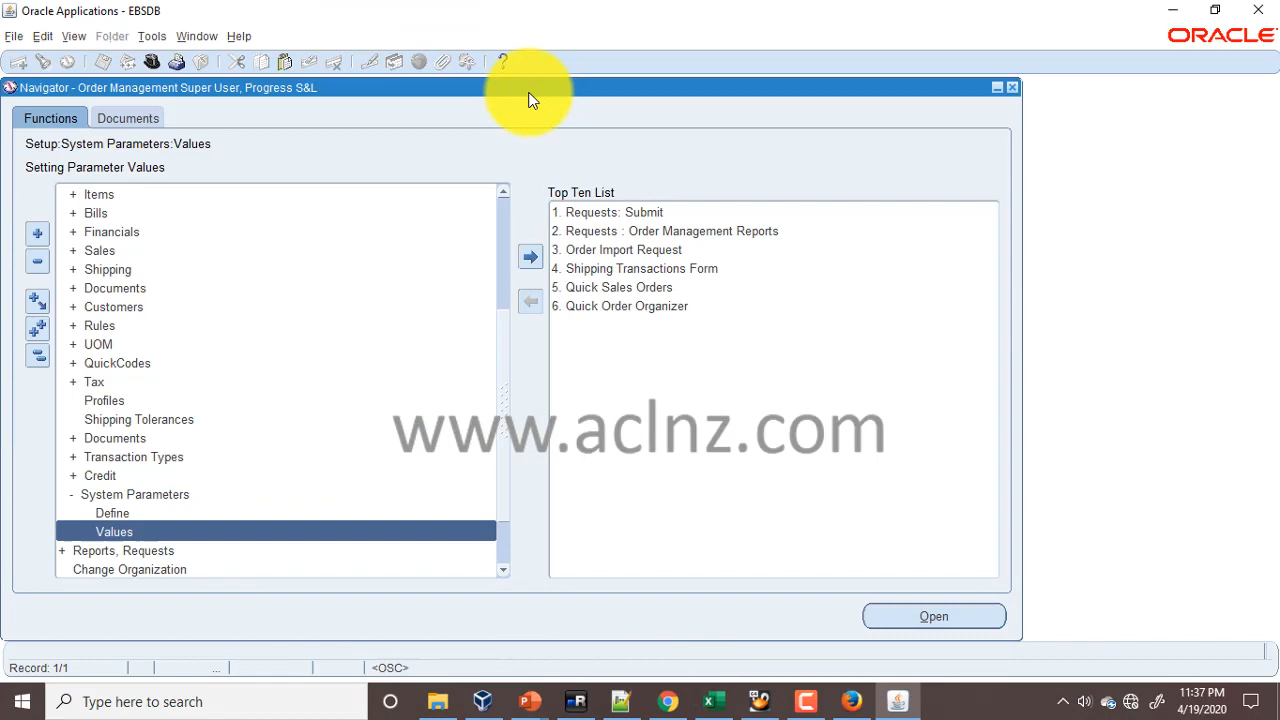 Oracle Applications - EBSDB
File Edit View Folder Tools Window Help
ORACLE
Navigator - Order Management Super User, Progress S&L
Functions Documents
Setup:System Parameters:Values
Setting Parameter Values
+ Items
+ Bills
+ Financials
+ Sales
+ Shipping
+ Documents
+ Customers
+ Rules
+ UOM
+ QuickCodes
+ Tax
Profiles
Shipping Tolerances
+ Documents
+ Transaction Types
+ Credit
- System Parameters
Define
Values
+ Reports, Requests
Change Organization
Top Ten List
1. Requests: Submit
2. Requests : Order Management Reports
3. Order Import Request
4. Shipping Transactions Form
5. Quick Sales Orders
6. Quick Order Organizer
www.aclnz.com
Open
Record: 1/1 ... <OSC>
Type here to search
11:37 PM
4/19/2020